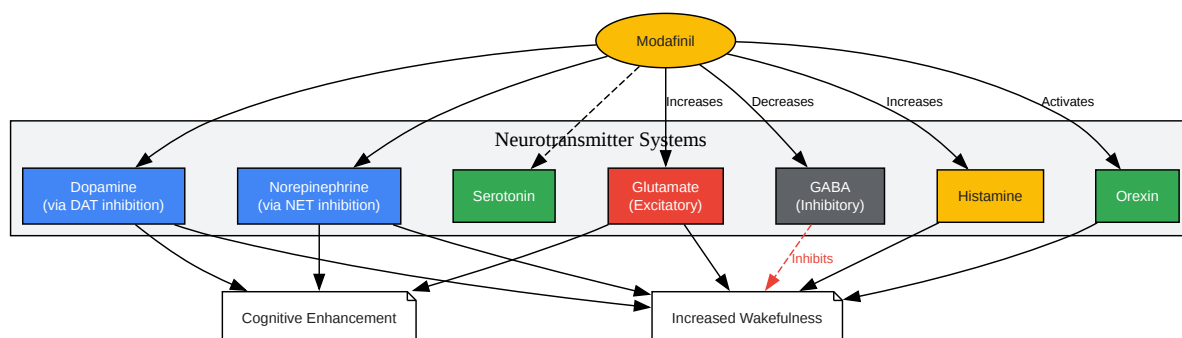 Modafinil
Increases
Decreases
Increases
Activates
Neurotransmitter Systems
Dopamine
(via DAT inhibition)
Norepinephrine
(via NET inhibition)
Serotonin
Glutamate
(Excitatory)
GABA
(Inhibitory)
Histamine
Orexin
Inhibits
Cognitive Enhancement
Increased Wakefulness